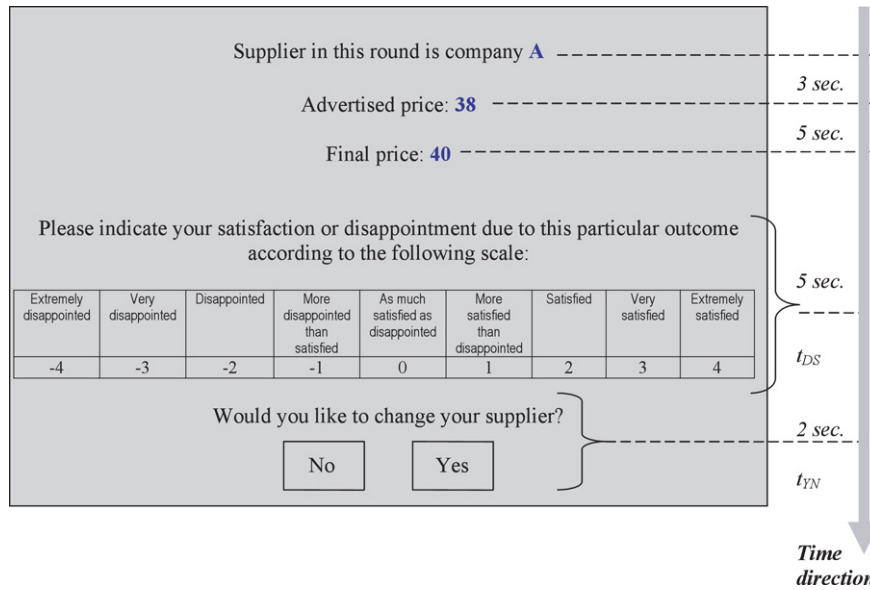 Supplier in this round is company A
3 sec.
Advertised price: 38
5 sec.
Final price: 40
Please indicate your satisfaction or disappointment due to this particular outcome
according to the following scale:
5 sec.
Extremely disappointed
Very disappointed
Disappointed
More disappointed than satisfied
As much satisfied as disappointed
More satisfied than disappointed
Satisfied
Very satisfied
Extremely satisfied
-4 -3 -2 -1 0 1 2 3 4
tDS
Would you like to change your supplier?
2 sec.
No Yes
tYN
Time
direction